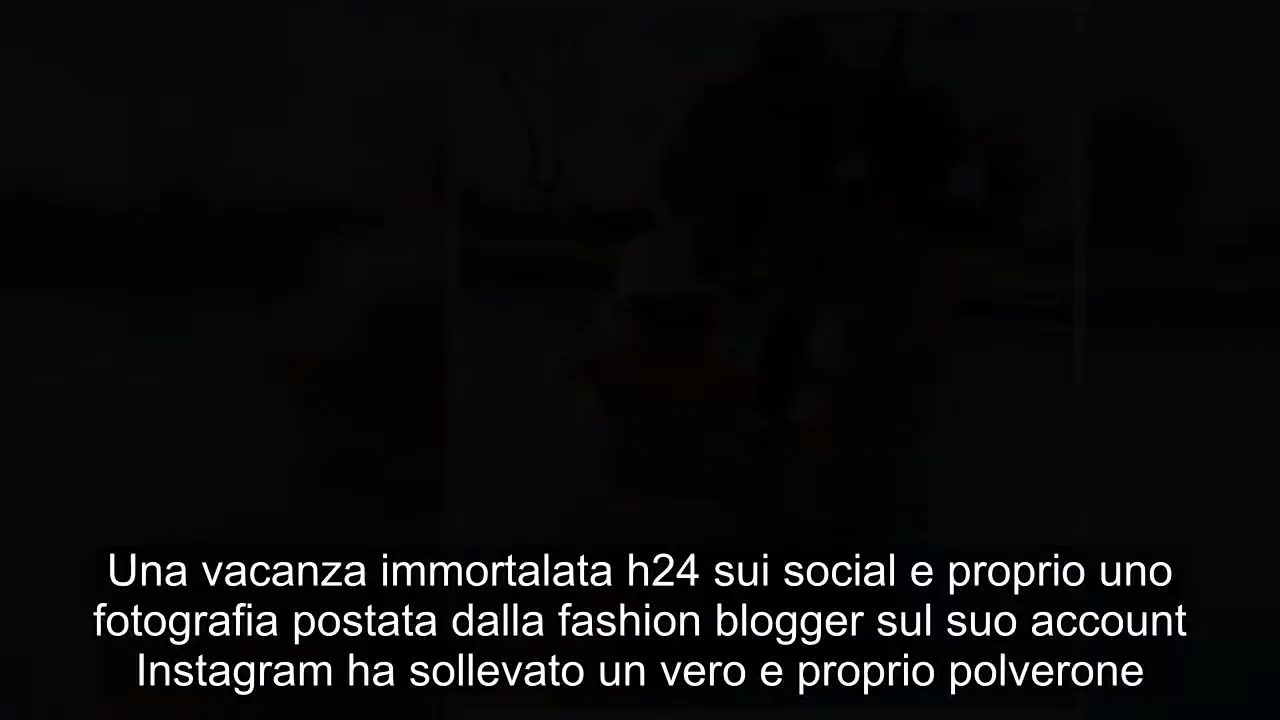 Una vacanza immortalata h24 sui social e proprio uno
fotografia postata dalla fashion blogger sul suo account
Instagram ha sollevato un vero e proprio polverone